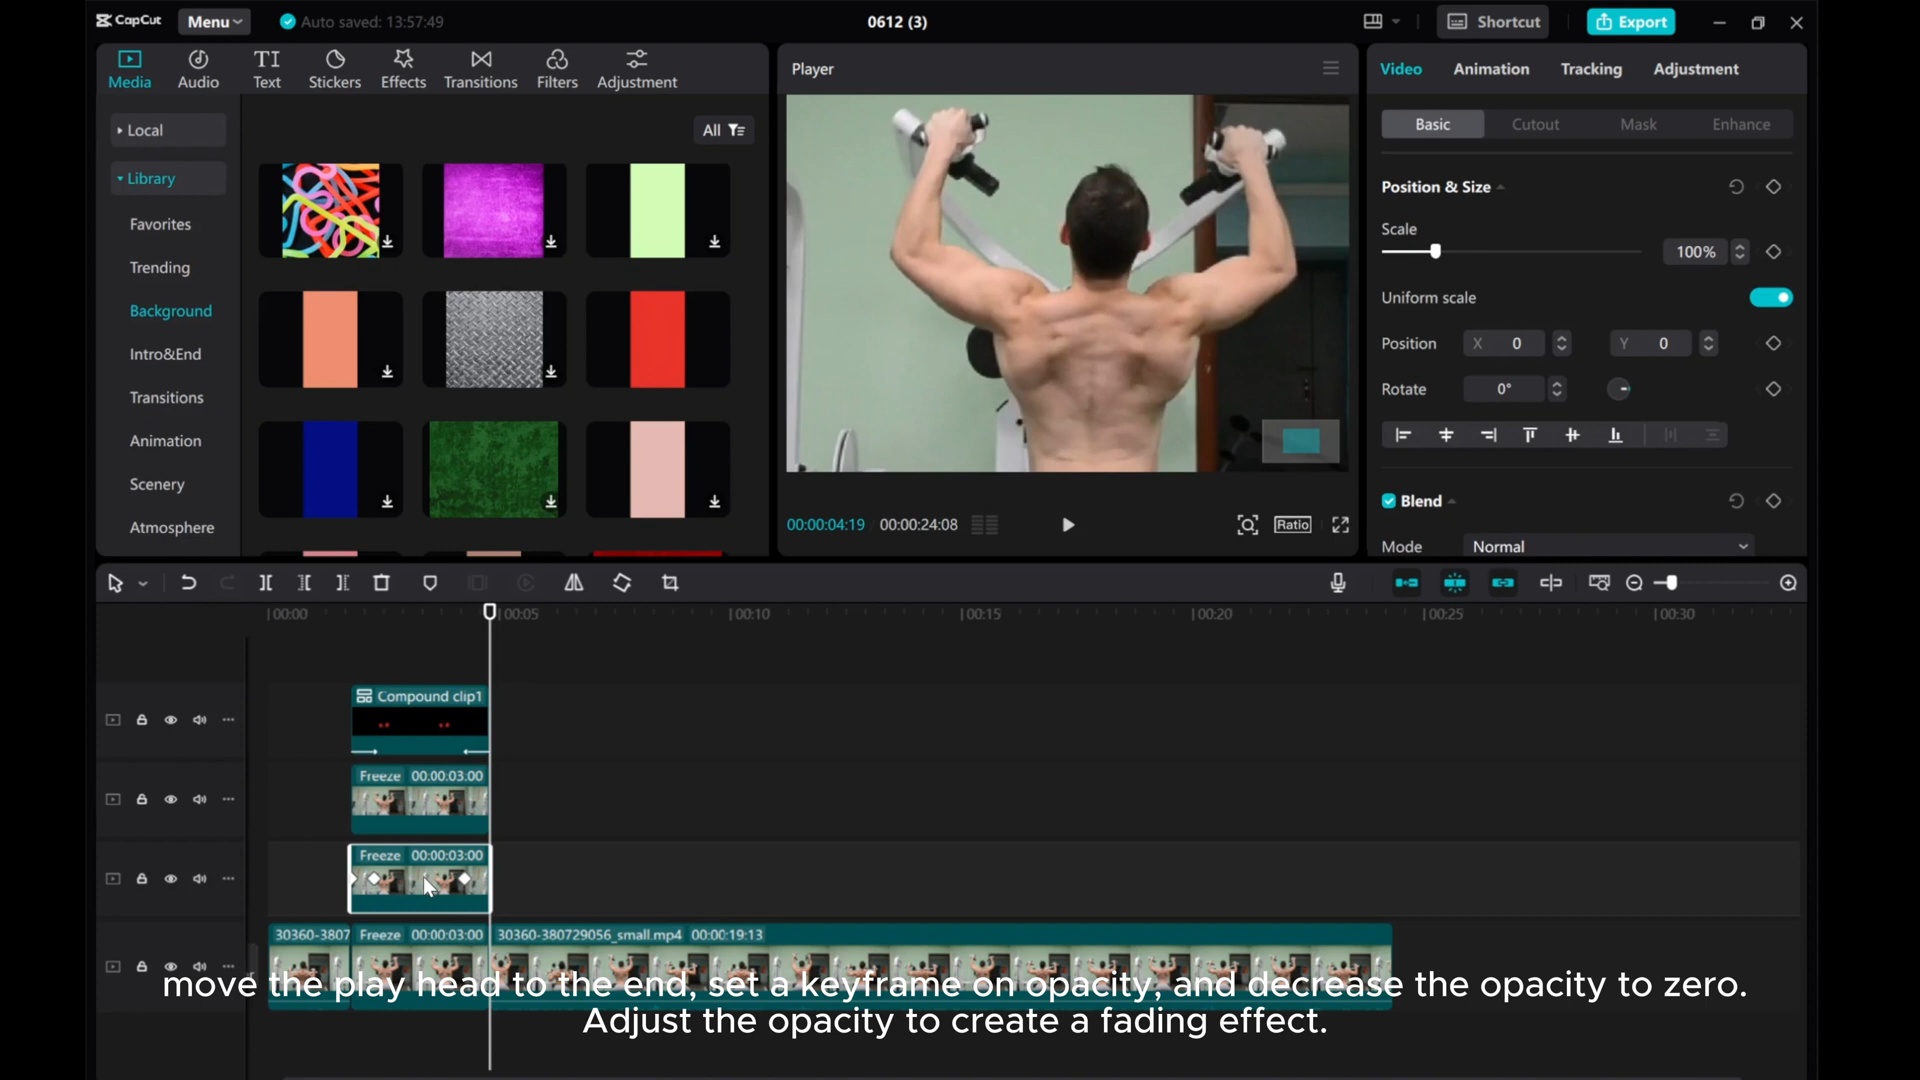 CapCut
Menu
Auto saved: 13:57:49
0612 (3)
Shortcut
Export
Media
Audio
TI
Text
Stickers
Effects
Transitions
Filters
Adjustment
Player
Video
Animation
Tracking
Adjustment
Local
All
Basic
Cutout
Mask
Enhance
Library
Favorites
Trending
Background
Intro&End
Transitions
Animation
Scenery
Atmosphere
Position & Size
Scale
100%
Uniform scale
Position
X 0
Y 0
Rotate
0°
Blend
Mode
Normal
00:00:04:19
00:00:24:08
Ratio
00:00
00:05
00:10
00:15
00:20
00:25
00:30
Compound clip1
Freeze 00:00:03:00
Freeze 00:00:03:00
30360-3807
Freeze 00:00:03:00
30360-380729056_small.mp4 00:00:19:13
move the play head to the end, set a keyframe on opacity, and decrease the opacity to zero.
Adjust the opacity to create a fading effect.